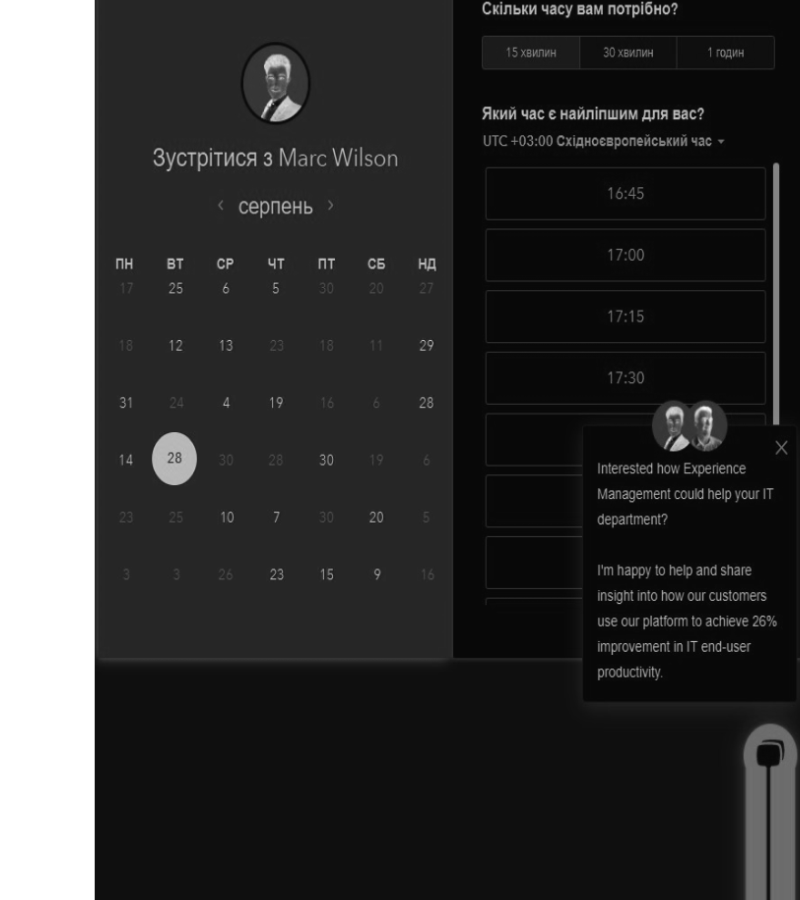 Зустрітися з Marc Wilson
‹ серпень ›
ПН ВТ СР ЧТ ПТ СБ НД
17 25 6 5 30 20 27
18 12 13 23 18 11 29
31 24 4 19 16 6 28
14 28 30 28 30 19 6
23 25 10 7 30 20 5
3 3 26 23 15 9 16
Скільки часу вам потрібно?
15 хвилин 30 хвилин 1 годин
Який час є найліпшим для вас?
UTC +03:00 Східноєвропейський час
16:45
17:00
17:15
17:30
Interested how Experience
Management could help your IT
department?
I'm happy to help and share
insight into how our customers
use our platform to achieve 26%
improvement in IT end-user
productivity.